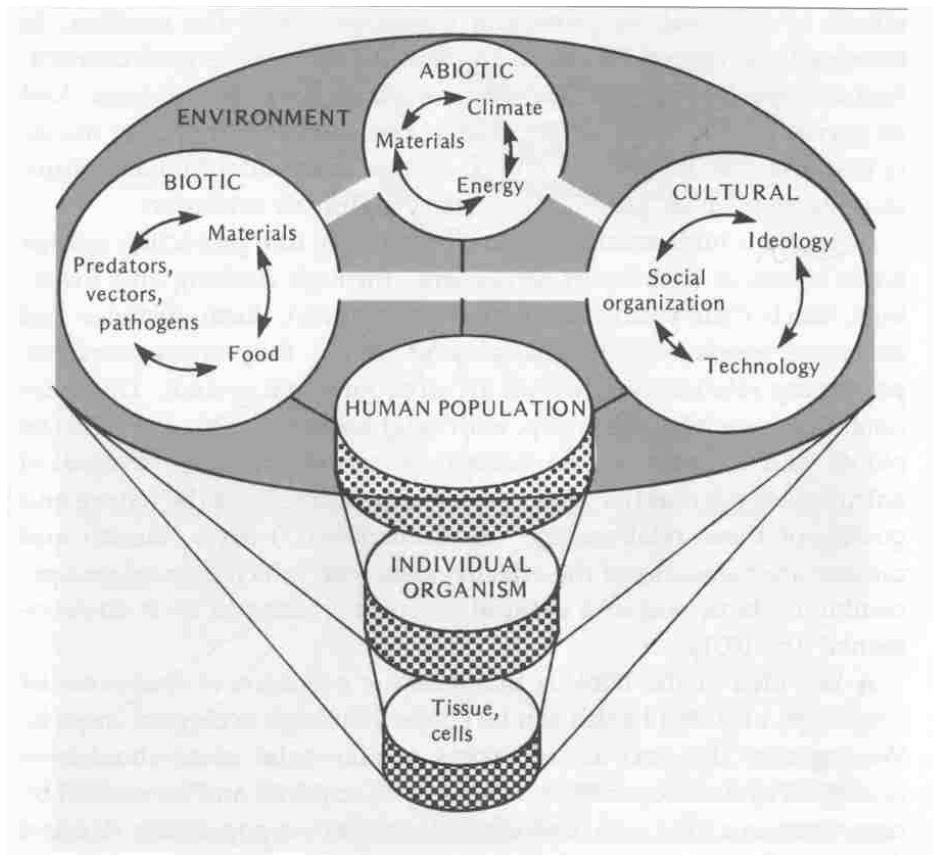 ENVIRONMENT
ABIOTIC
Climate
Materials
Energy
BIOTIC
Materials
Predators,
vectors,
pathogens
Food
CULTURAL
Ideology
Social
organization
Technology
HUMAN POPULATION
INDIVIDUAL
ORGANISM
Tissue,
cells